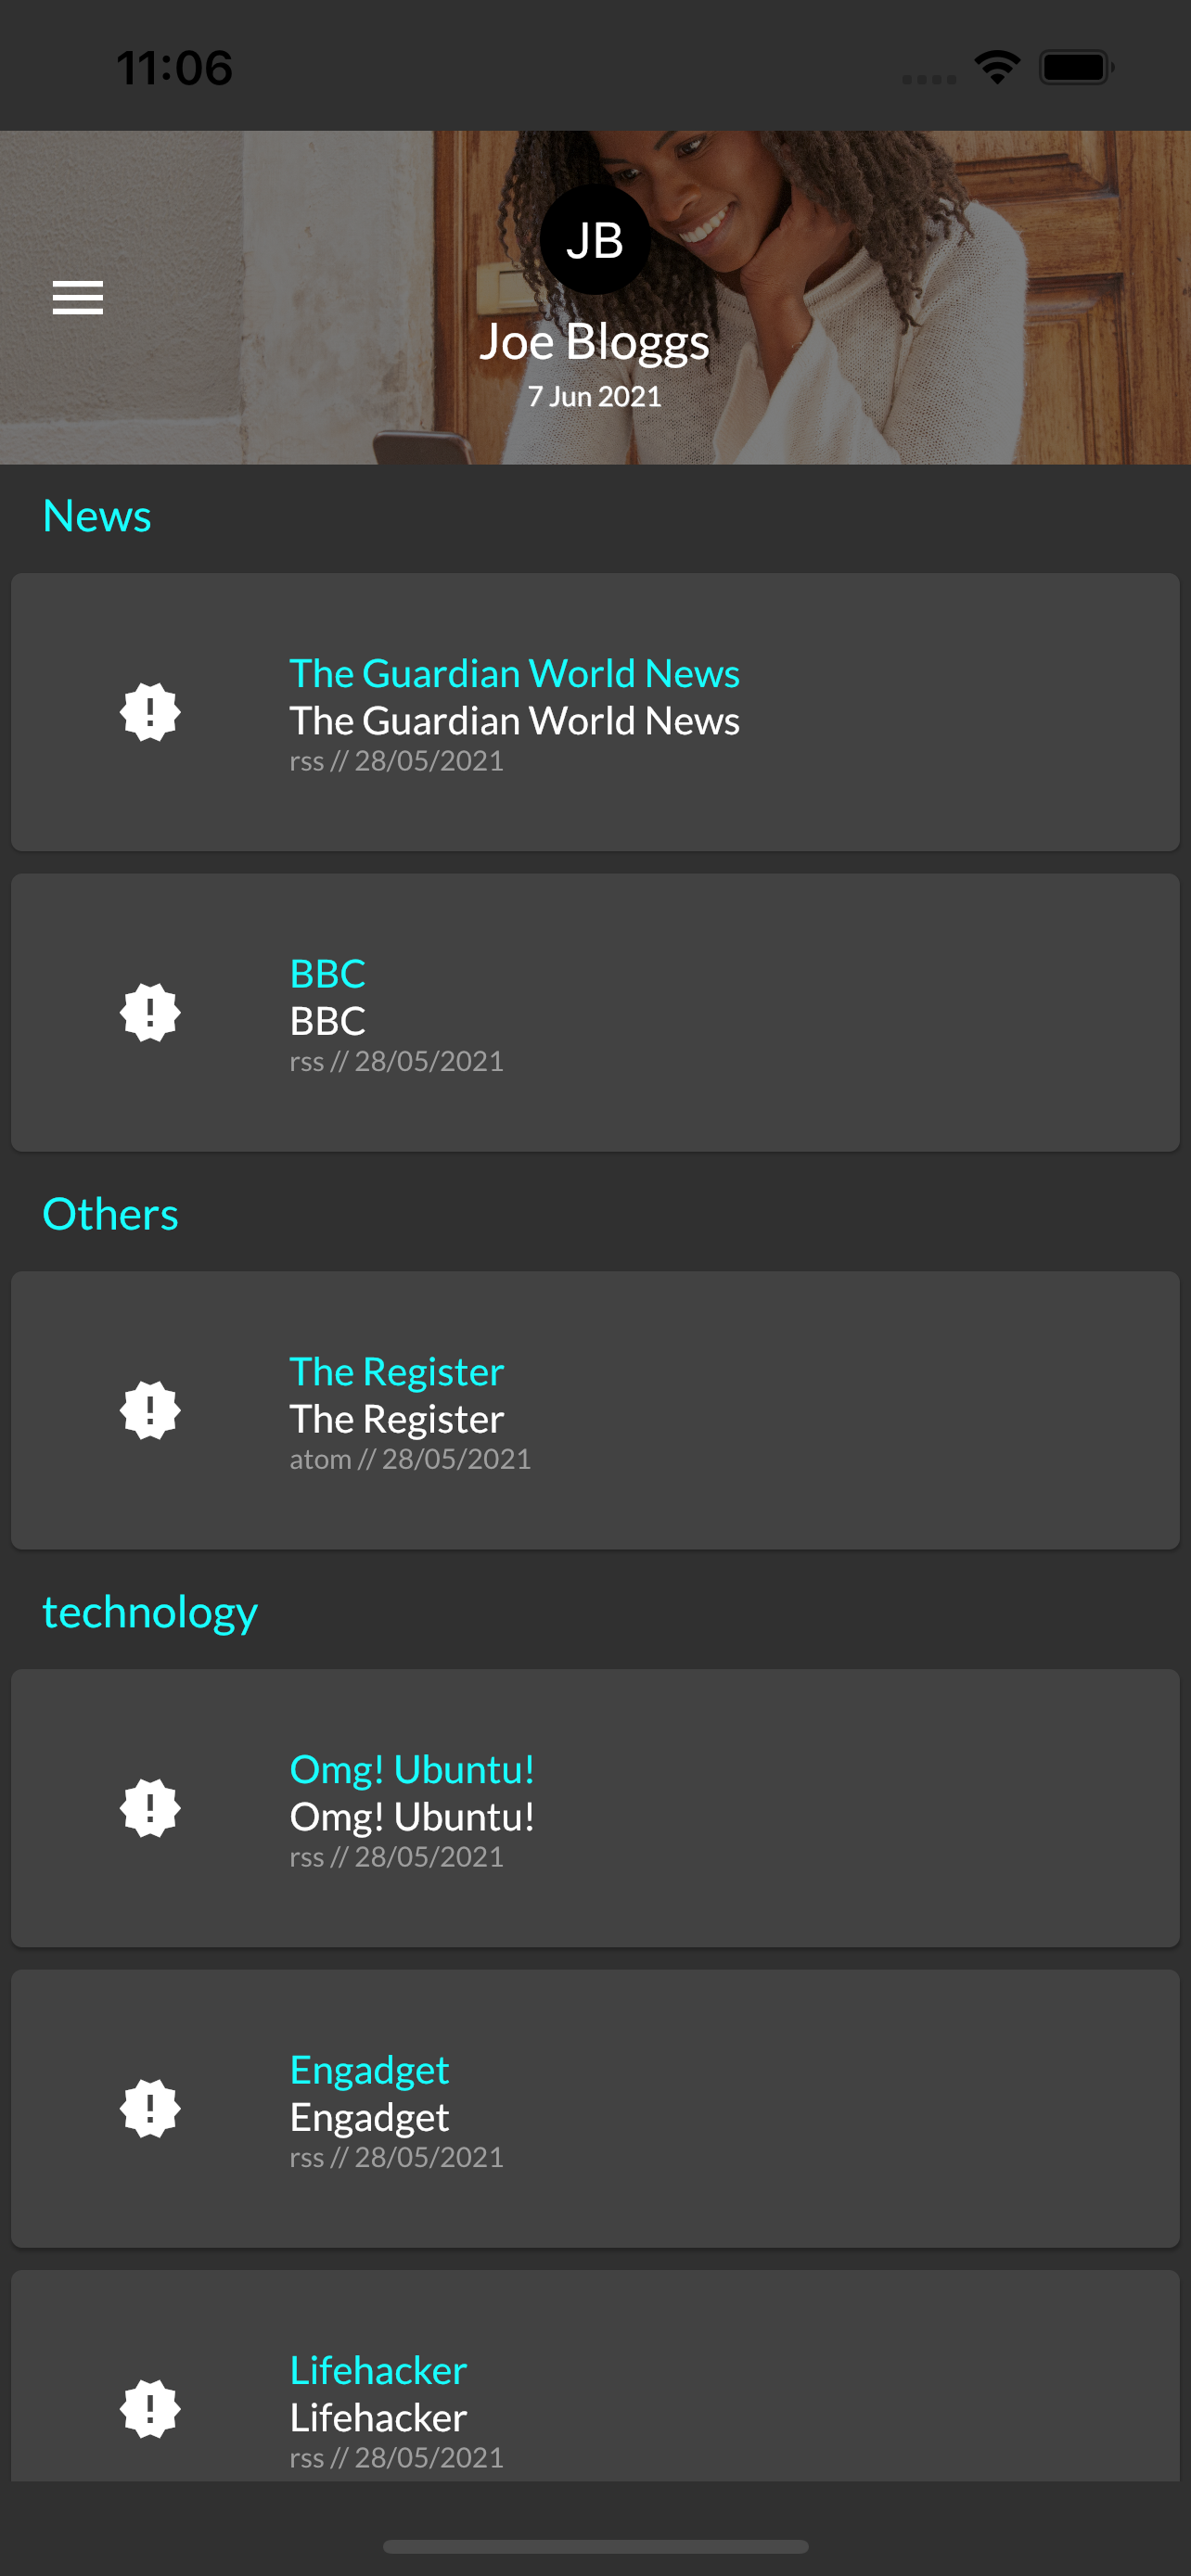 11:06
JB
Joe Bloggs
7 Jun 2021
News
The Guardian World News
The Guardian World News
rss // 28/05/2021
BBC
BBC
rss // 28/05/2021
Others
The Register
The Register
atom // 28/05/2021
technology
Omg! Ubuntu!
Omg! Ubuntu!
rss // 28/05/2021
Engadget
Engadget
rss // 28/05/2021
Lifehacker
Lifehacker
rss // 28/05/2021